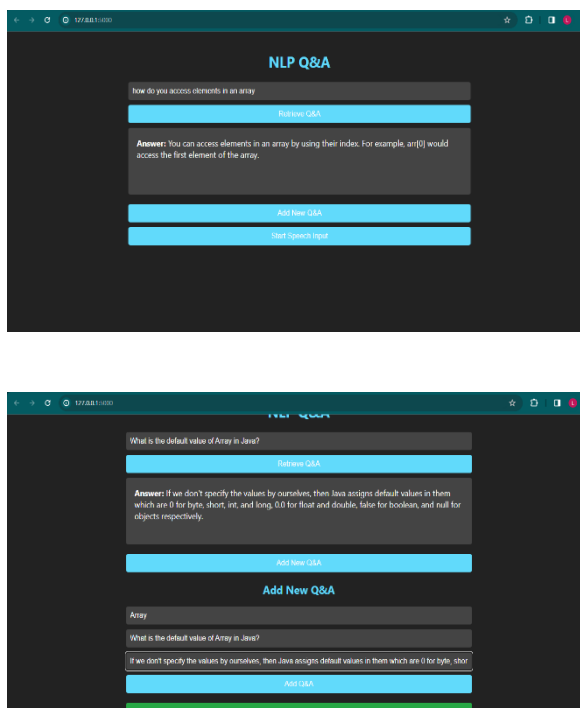 127.0.0.1:5000
NLP Q&A
how do you access elements in an array
Retrieve Q&A
Answer: You can access elements in an array by using their index. For example, arr[0] would
access the first element of the array.
Add New Q&A
Start Speech Input
127.0.0.1:5000
NLP Q&A
What is the default value of Array in Java?
Retrieve Q&A
Answer: If we don't specify the values by ourselves, then Java assigns default values in them
which are 0 for byte, short, int, and long, 0.0 for float and double, false for boolean, and null for
objects respectively.
Add New Q&A
Add New Q&A
Array
What is the default value of Array in Java?
If we don't specify the values by ourselves, then Java assigns default values in them which are 0 for byte, shor
Add Q&A